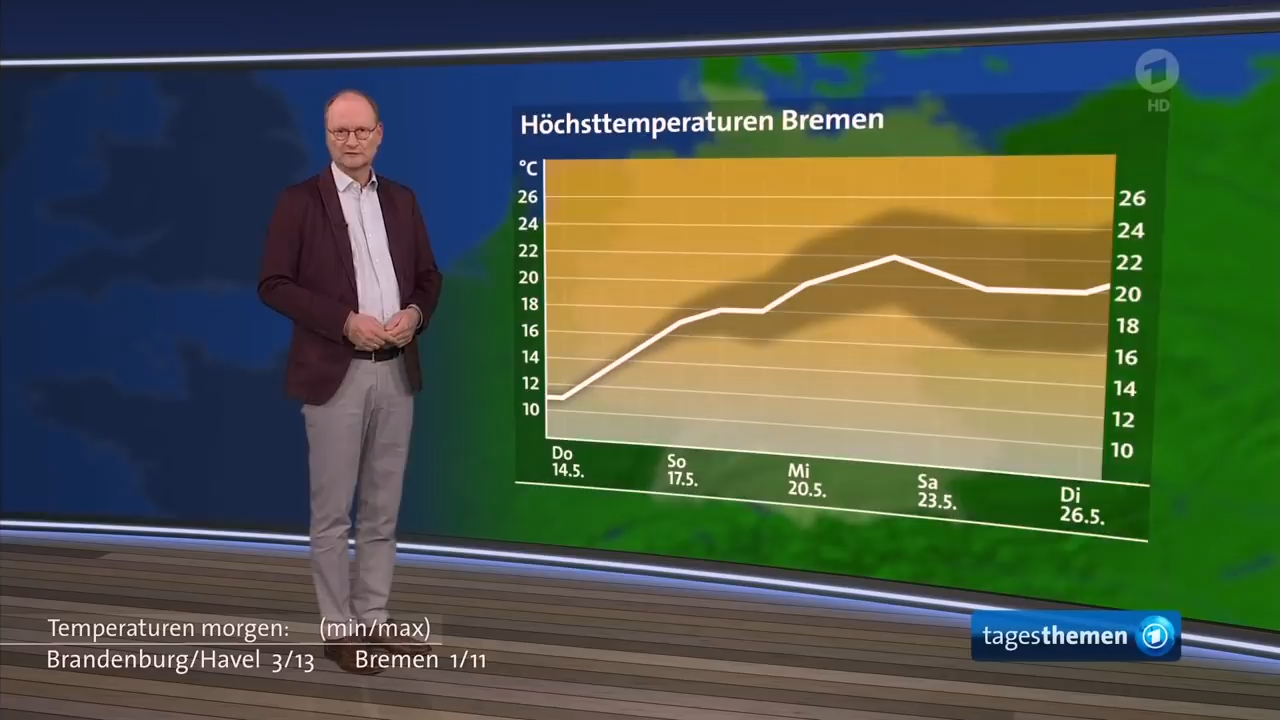 1
HD
Höchsttemperaturen Bremen
°C
26
24
22
20
18
16
14
12
10
26
24
22
20
18
16
14
12
10
Do
14.5.
So
17.5.
Mi
20.5.
Sa
23.5.
Di
26.5.
Temperaturen morgen: (min/max)
Brandenburg/Havel 3/13 Bremen 1/11
tagesthemen 1